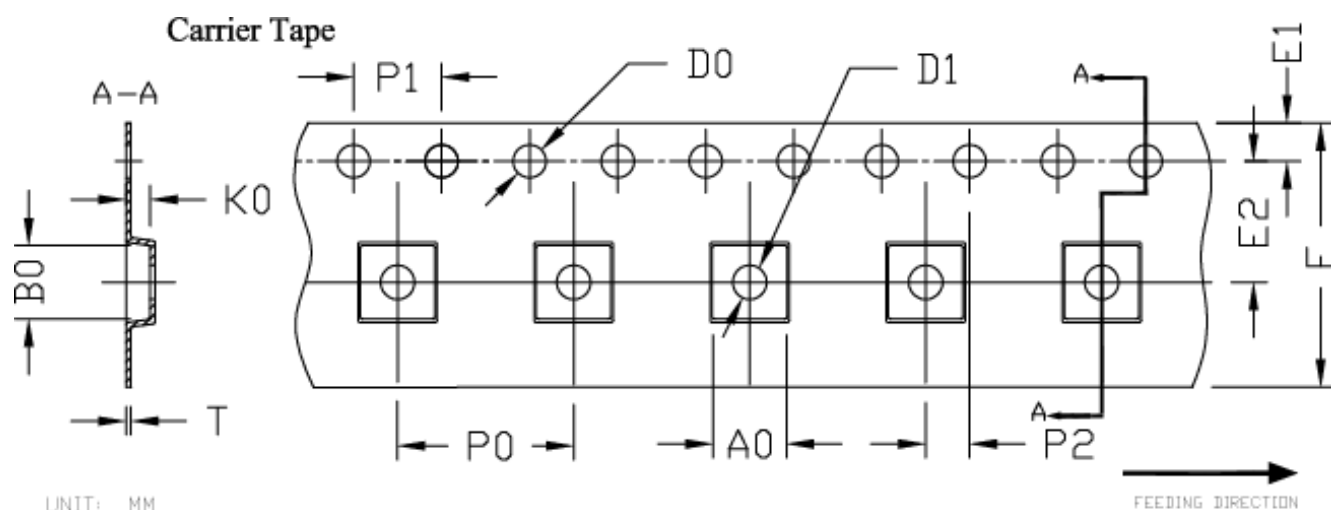 Carrier Tape
P1
D0
D1
A
E1
A-A
K0
E2
F
B0
A
T
P0
A0
P2
UNIT: MM
FEEDING DIRECTION